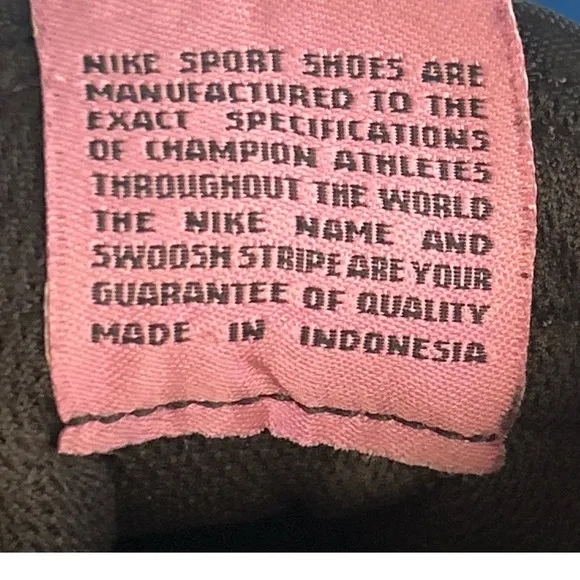 NIKE SPORT SHOES ARE
MANUFACTURED TO THE
EXACT SPECIFICATIONS
OF CHAMPION ATHLETES
THROUGHOUT THE WORLD
THE NIKE NAME AND
SWOOSH STRIPE ARE YOUR
GUARANTEE OF QUALITY
MADE IN INDONESIA